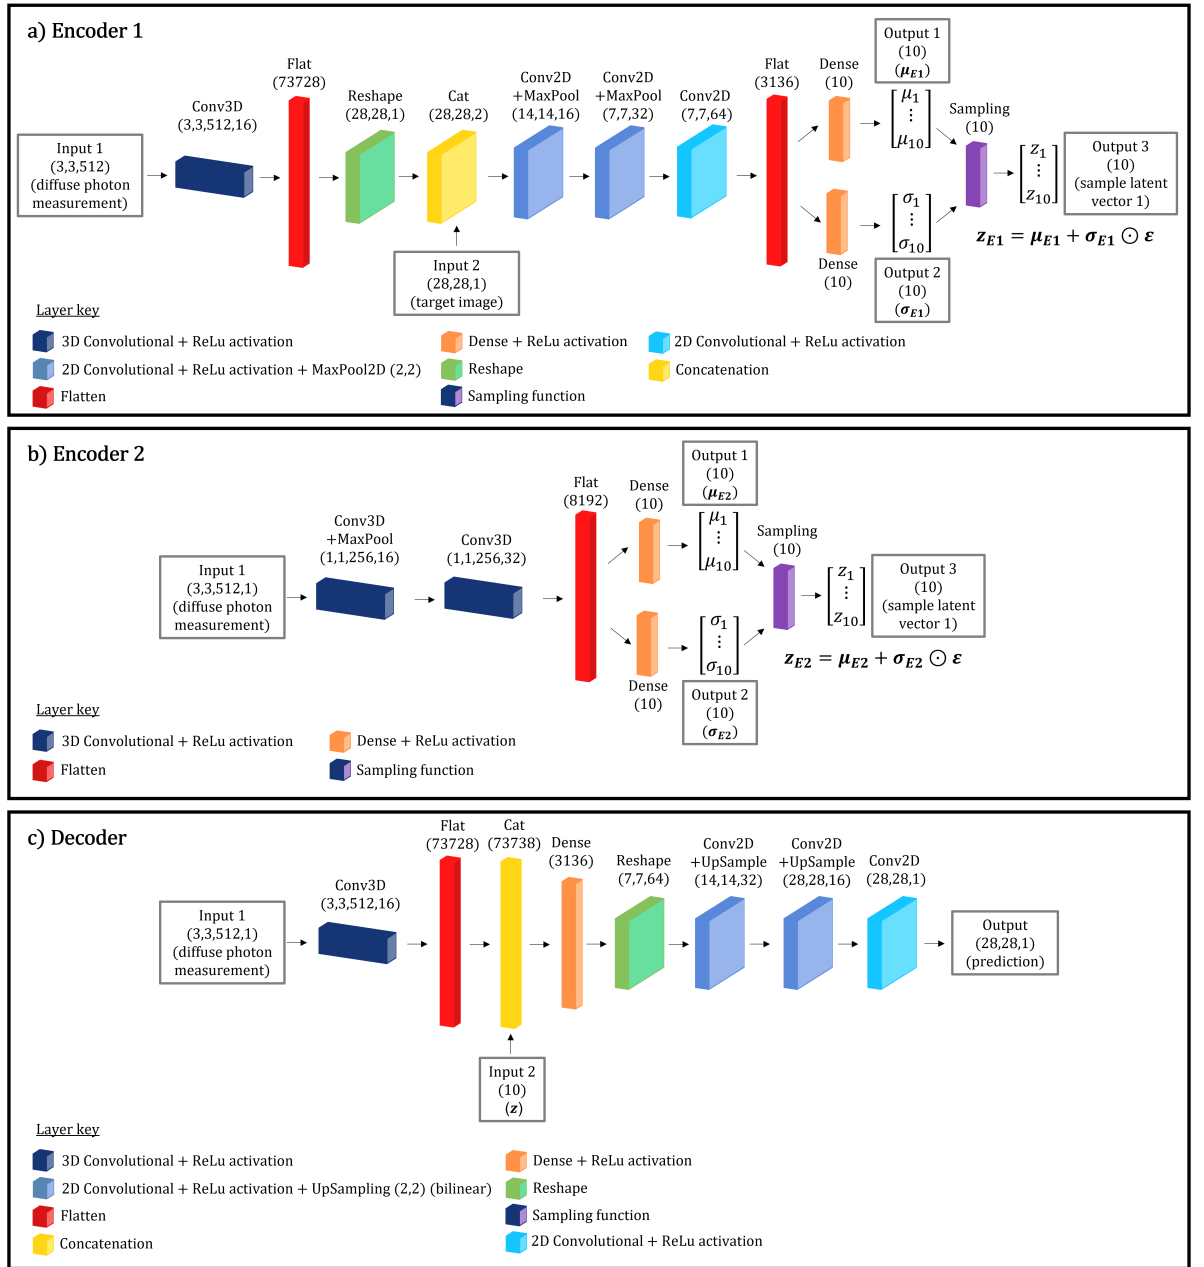 a) Encoder 1
Input 1
(3,3,512)
(diffuse photon
measurement)
Conv3D
(3,3,512,16)
Flat
(73728)
Reshape
(28,28,1)
Cat
(28,28,2)
Input 2
(28,28,1)
(target image)
Conv2D
+MaxPool
(14,14,16)
Conv2D
+MaxPool
(7,7,32)
Conv2D
(7,7,64)
Flat
(3136)
Dense
(10)
Output 1
(10)
(μE1)
μ1
⋮
μ10
Dense
(10)
σ1
⋮
σ10
Output 2
(10)
(σE1)
Sampling
(10)
z1
⋮
z10
Output 3
(10)
(sample latent
vector 1)
zE1 = μE1 + σE1 ⊙ ε
Layer key
3D Convolutional + ReLu activation
2D Convolutional + ReLu activation + MaxPool2D (2,2)
Flatten
Dense + ReLu activation
Reshape
Sampling function
2D Convolutional + ReLu activation
Concatenation
b) Encoder 2
Input 1
(3,3,512,1)
(diffuse photon
measurement)
Conv3D
+MaxPool
(1,1,256,16)
Conv3D
(1,1,256,32)
Flat
(8192)
Dense
(10)
Output 1
(10)
(μE2)
μ1
⋮
μ10
Dense
(10)
σ1
⋮
σ10
Output 2
(10)
(σE2)
Sampling
(10)
z1
⋮
z10
Output 3
(10)
(sample latent
vector 1)
zE2 = μE2 + σE2 ⊙ ε
Layer key
3D Convolutional + ReLu activation
Flatten
Dense + ReLu activation
Sampling function
c) Decoder
Input 1
(3,3,512,1)
(diffuse photon
measurement)
Conv3D
(3,3,512,16)
Flat
(73728)
Cat
(73738)
Input 2
(10)
(z)
Dense
(3136)
Reshape
(7,7,64)
Conv2D
+UpSample
(14,14,32)
Conv2D
+UpSample
(28,28,16)
Conv2D
(28,28,1)
Output
(28,28,1)
(prediction)
Layer key
3D Convolutional + ReLu activation
2D Convolutional + ReLu activation + UpSampling (2,2) (bilinear)
Flatten
Concatenation
Dense + ReLu activation
Reshape
Sampling function
2D Convolutional + ReLu activation